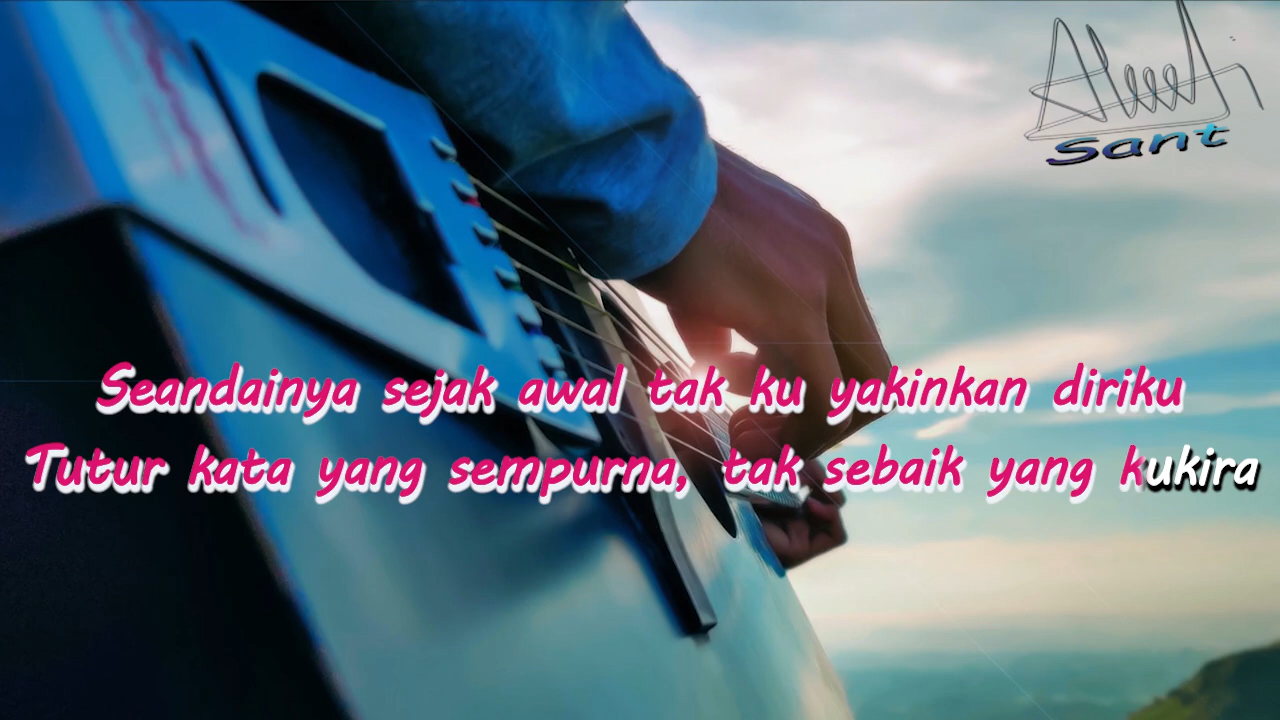 Sant
Seandainya sejak awal tak ku yakinkan diriku
Tutur kata yang sempurna, tak sebaik yang kukira